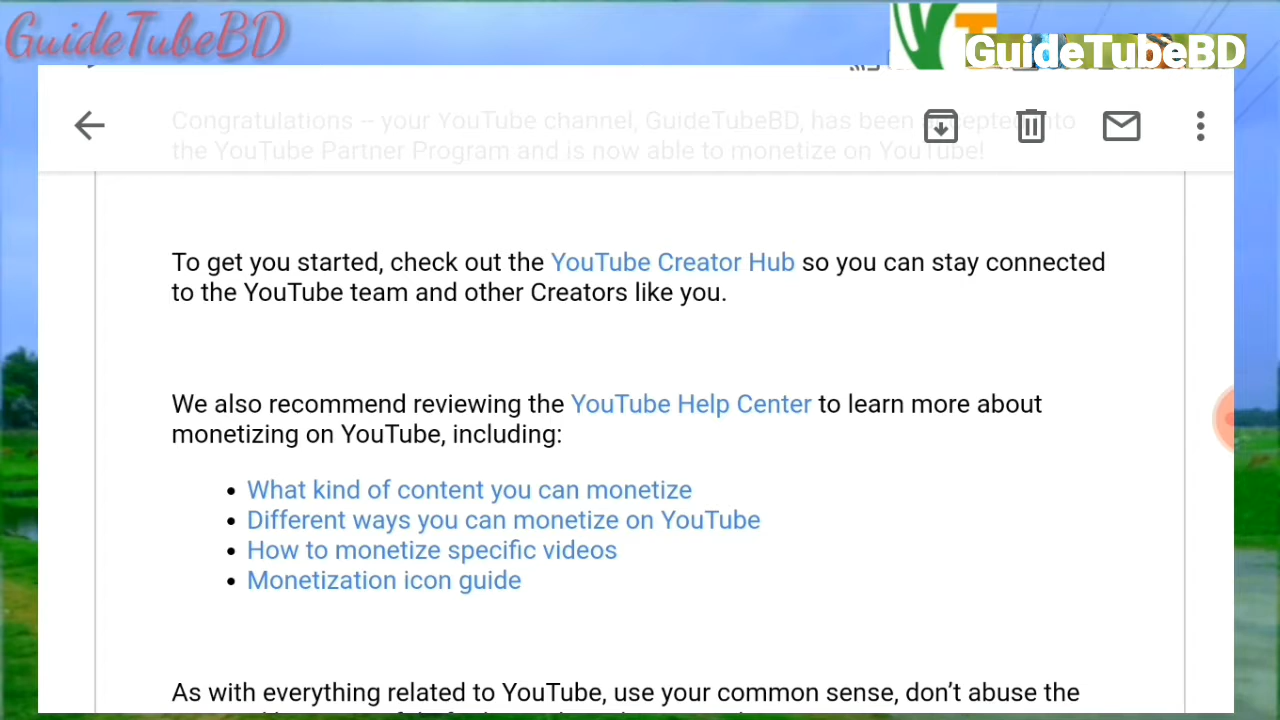 GuideTubeBD
GuideTubeBD
Congratulations -- your YouTube channel, GuideTubeBD, has been accepted into
the YouTube Partner Program and is now able to monetize on YouTube!
To get you started, check out the YouTube Creator Hub so you can stay connected
to the YouTube team and other Creators like you.
We also recommend reviewing the YouTube Help Center to learn more about
monetizing on YouTube, including:
• What kind of content you can monetize
• Different ways you can monetize on YouTube
• How to monetize specific videos
• Monetization icon guide
As with everything related to YouTube, use your common sense, don’t abuse the